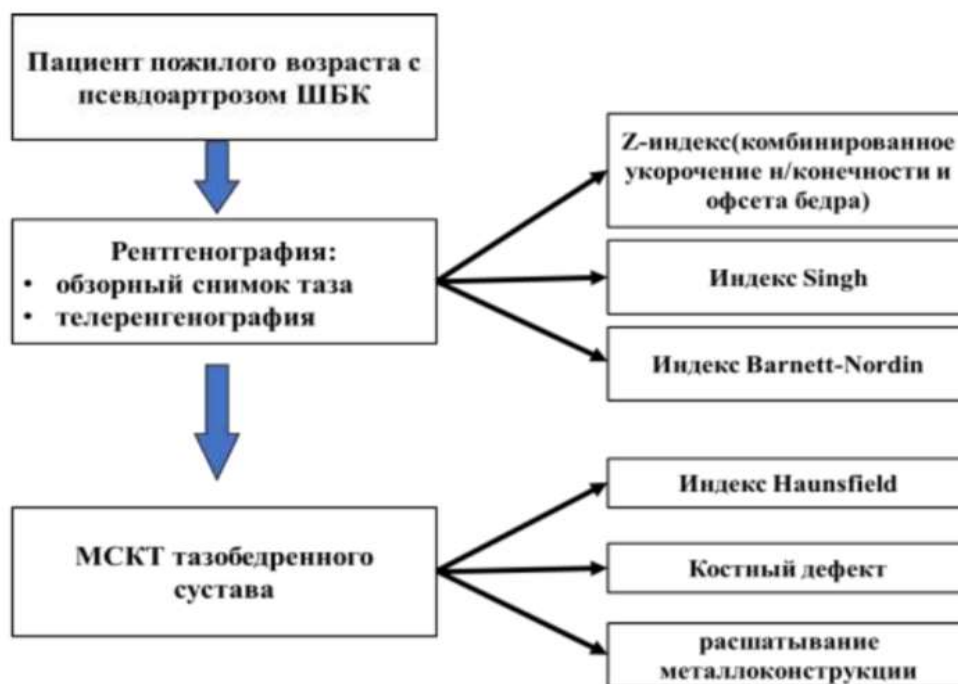 Пациент пожилого возраста с
псевдоартрозом ШБК
Рентгенография:
• обзорный снимок таза
• телеренгенография
Z-индекс(комбинированное
укорочение н/конечности и
офсета бедра)
Индекс Singh
Индекс Barnett-Nordin
МСКТ тазобедренного
сустава
Индекс Haunsfield
Костный дефект
расшатывание
металлоконструкции